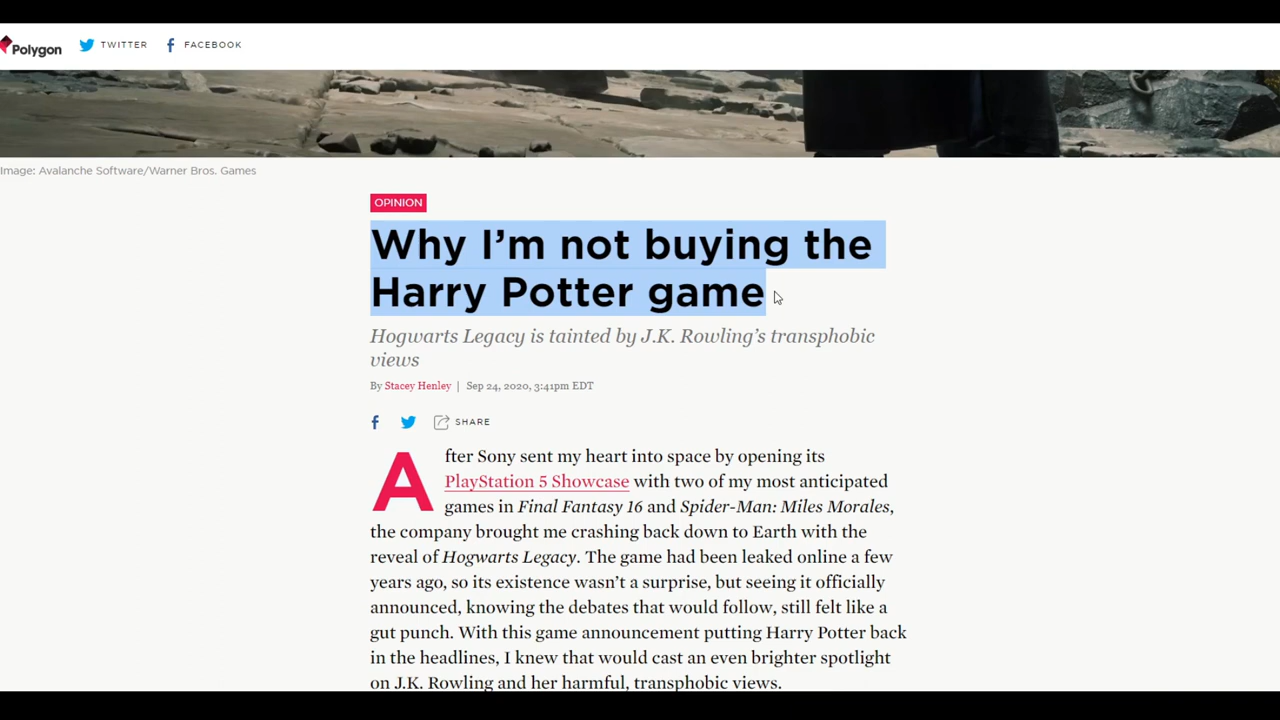 Polygon TWITTER FACEBOOK
Image: Avalanche Software/Warner Bros. Games
OPINION
Why I'm not buying the
Harry Potter game
Hogwarts Legacy is tainted by J.K. Rowling's transphobic
views
By Stacey Henley | Sep 24, 2020, 3:41pm EDT
SHARE
After Sony sent my heart into space by opening its
PlayStation 5 Showcase with two of my most anticipated
games in Final Fantasy 16 and Spider-Man: Miles Morales,
the company brought me crashing back down to Earth with the
reveal of Hogwarts Legacy. The game had been leaked online a few
years ago, so its existence wasn't a surprise, but seeing it officially
announced, knowing the debates that would follow, still felt like a
gut punch. With this game announcement putting Harry Potter back
in the headlines, I knew that would cast an even brighter spotlight
on J.K. Rowling and her harmful, transphobic views.